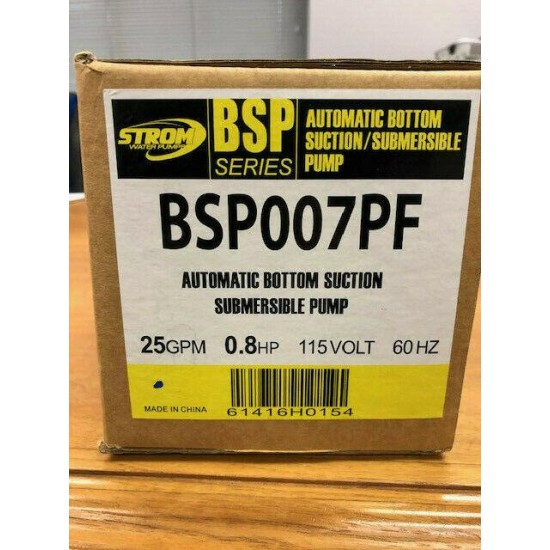 STROM
WATER PUMPS
BSP
SERIES
AUTOMATIC BOTTOM
SUCTION/SUBMERSIBLE
PUMP
BSP007PF
AUTOMATIC BOTTOM SUCTION
SUBMERSIBLE PUMP
25GPM 0.8HP 115VOLT 60HZ
MADE IN CHINA
61416H0154